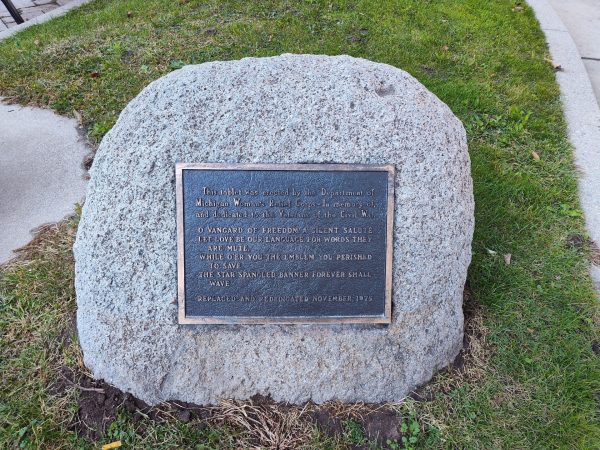 This tablet was erected by the Department of
Michigan Woman's Relief Corps–In memory of,
and dedicated to the Veterans of the Civil War.
O VANGARD OF FREEDOM A SILENT SALUTE
LET LOVE BE OUR LANGUAGE FOR WORDS THEY
ARE MUTE,
WHILE O'ER YOU THE EMBLEM YOU PERISHED
TO SAVE
THE STAR SPANGLED BANNER FOREVER SHALL
WAVE
REPLACED AND REDEDICATED NOVEMBER, 1975